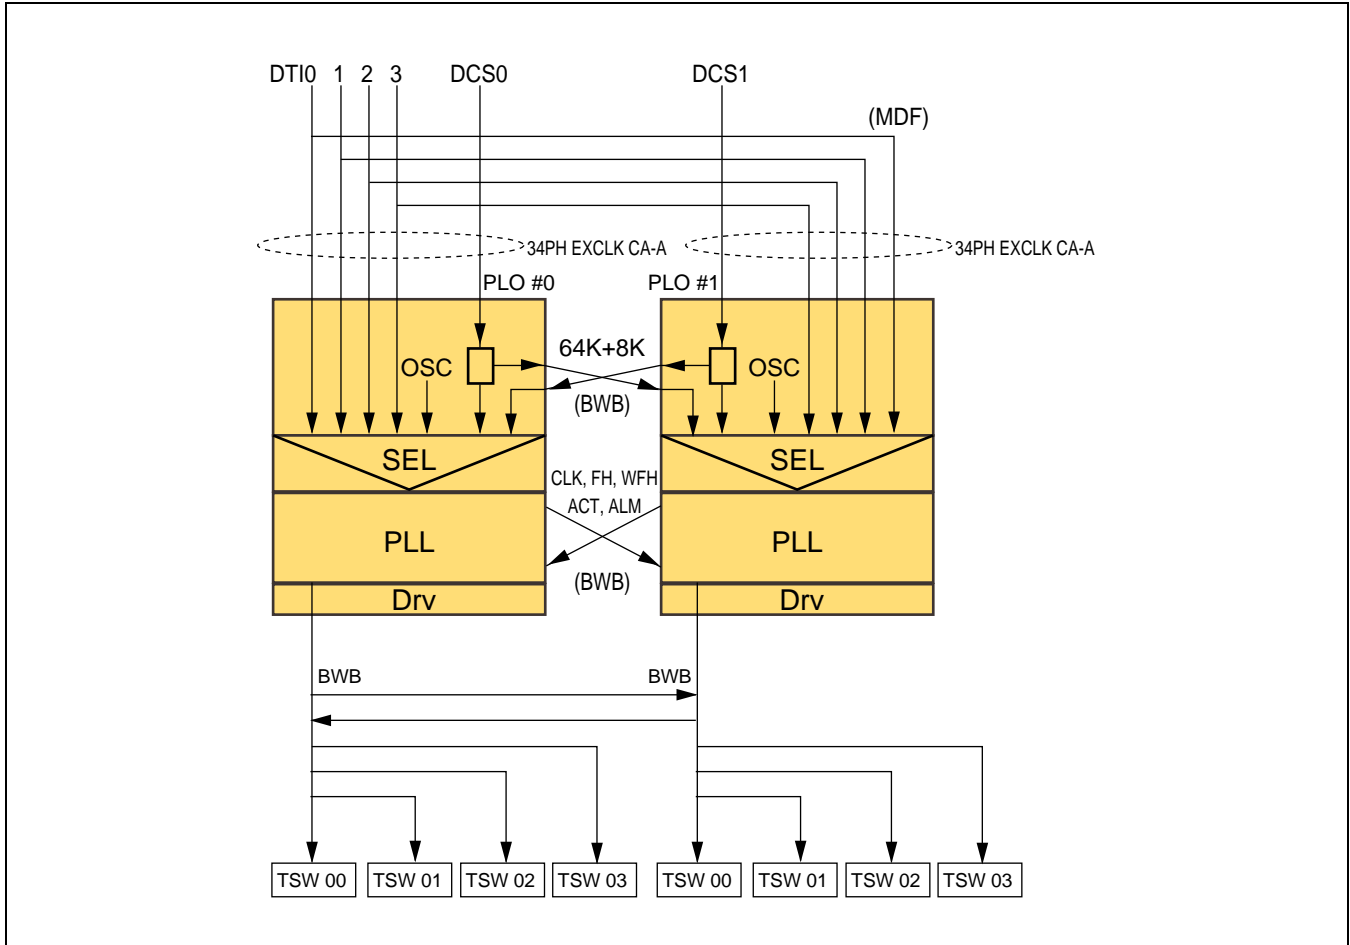 DTI0 1 2 3 DCS0 DCS1
(MDF)
34PH EXCLK CA-A 34PH EXCLK CA-A
PLO #0 PLO #1
64K+8K
OSC OSC
(BWB)
SEL SEL
CLK, FH, WFH
ACT, ALM
PLL PLL
(BWB)
Drv Drv
BWB BWB
TSW 00 TSW 01 TSW 02 TSW 03 TSW 00 TSW 01 TSW 02 TSW 03